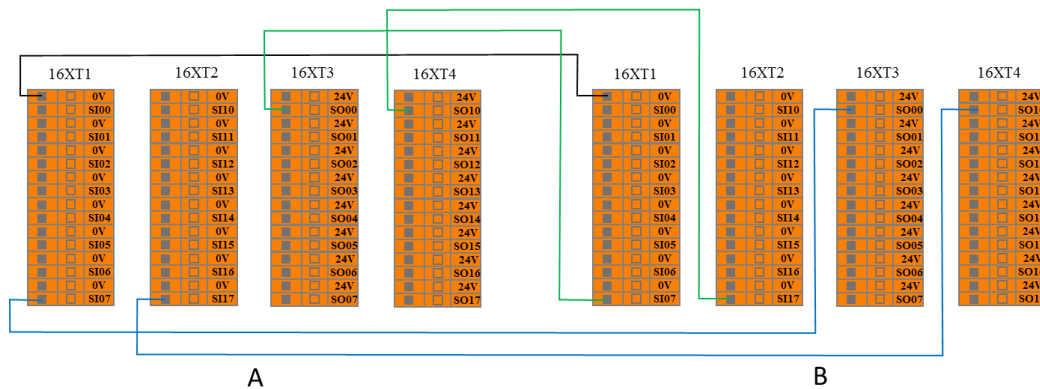 16XT1
0V
SI00
0V
SI01
0V
SI02
0V
SI03
0V
SI04
0V
SI05
0V
SI06
0V
SI07
16XT2
0V
SI10
0V
SI11
0V
SI12
0V
SI13
0V
SI14
0V
SI15
0V
SI16
0V
SI17
16XT3
24V
SO00
24V
SO01
24V
SO02
24V
SO03
24V
SO04
24V
SO05
24V
SO06
24V
SO07
16XT4
24V
SO10
24V
SO11
24V
SO12
24V
SO13
24V
SO14
24V
SO15
24V
SO16
24V
SO17
16XT1
0V
SI00
0V
SI01
0V
SI02
0V
SI03
0V
SI04
0V
SI05
0V
SI06
0V
SI07
16XT2
0V
SI10
0V
SI11
0V
SI12
0V
SI13
0V
SI14
0V
SI15
0V
SI16
0V
SI17
16XT3
24V
SO00
24V
SO01
24V
SO02
24V
SO03
24V
SO04
24V
SO05
24V
SO06
24V
SO07
16XT4
24V
SO10
24V
24V
24V
24V
24V
24V
24V
A
B